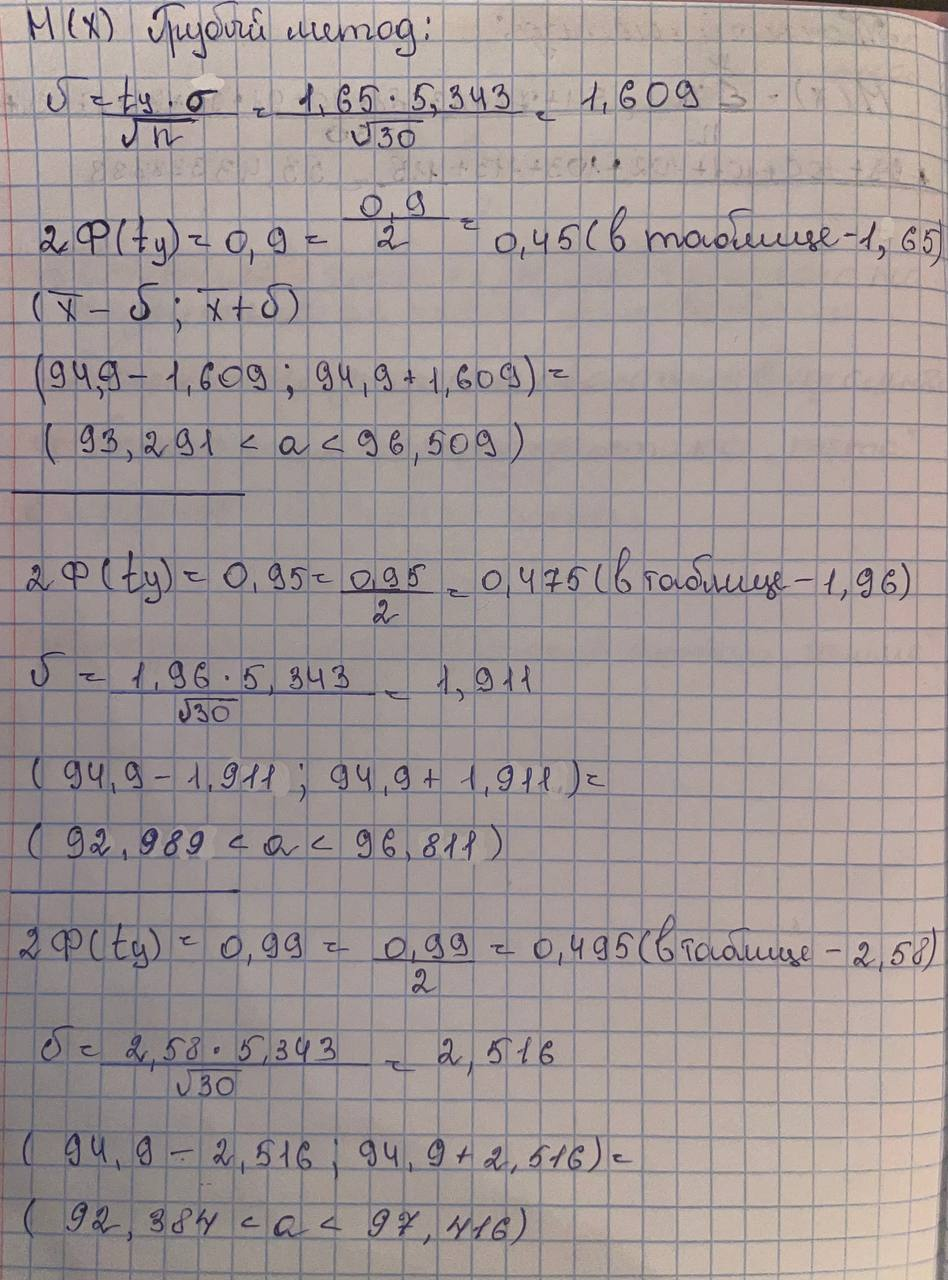 М(х) Грубый метод:
δ = tγ · σ / √n = 1,65 · 5,343 / √30 = 1,609
2Ф(tγ) = 0,9 = 0,9 / 2 = 0,45 (в таблице - 1,65)
(x̅ - δ ; x̅ + δ)
(94,9 - 1,609 ; 94,9 + 1,609) =
( 93,291 < a < 96,509 )
2Ф(tγ) = 0,95 = 0,95 / 2 = 0,475 (в таблице - 1,96)
δ = 1,96 · 5,343 / √30 = 1,911
( 94,9 - 1,911 ; 94,9 + 1,911 ) =
( 92,989 < a < 96,811 )
2Ф(tγ) = 0,99 = 0,99 / 2 = 0,495 (в таблице - 2,58)
δ = 2,58 · 5,343 / √30 = 2,516
( 94,9 - 2,516 ; 94,9 + 2,516 ) =
( 92,384 < a < 97,416 )